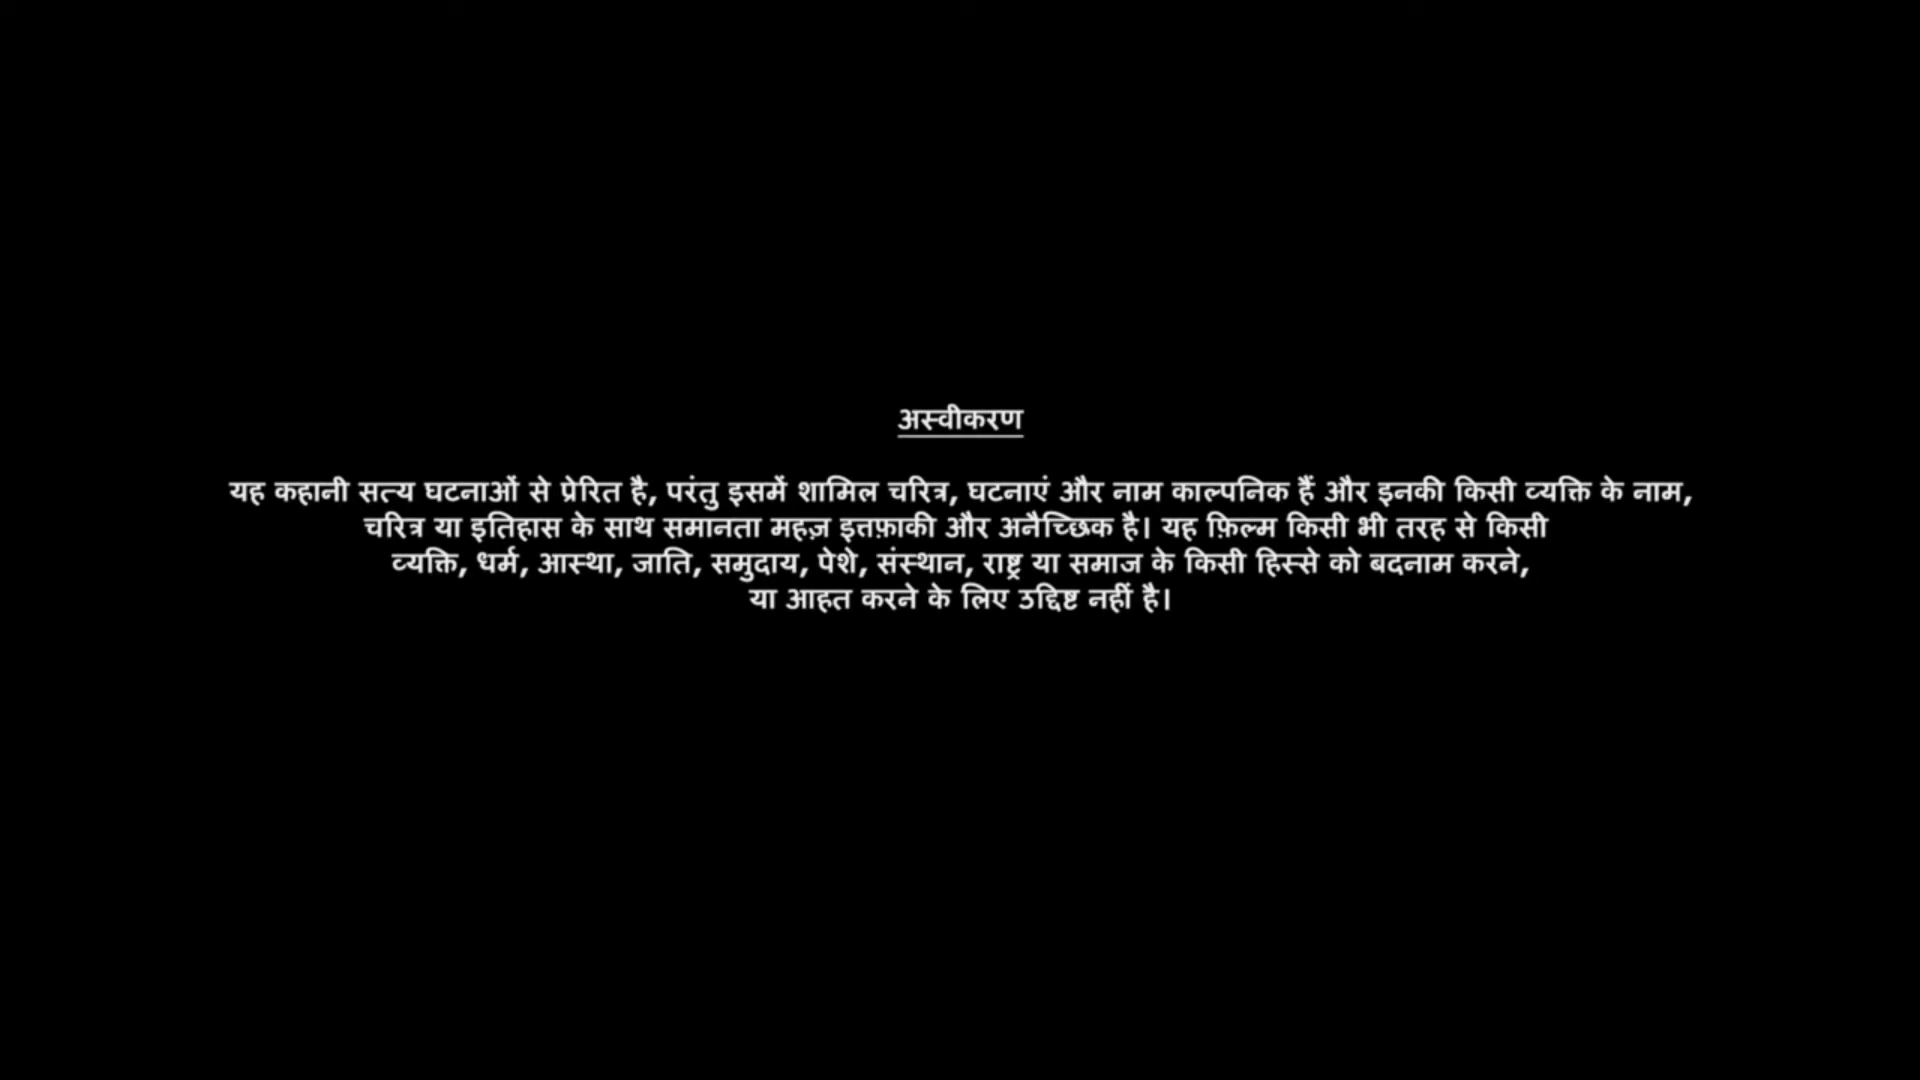 अस्वीकरण
यह कहानी सत्य घटनाओं से प्रेरित है, परंतु इसमें शामिल चरित्र, घटनाएं और नाम काल्पनिक हैं और इनकी किसी व्यक्ति के नाम,
चरित्र या इतिहास के साथ समानता महज़ इत्तफ़ाकी और अनैच्छिक है। यह फ़िल्म किसी भी तरह से किसी
व्यक्ति, धर्म, आस्था, जाति, समुदाय, पेशे, संस्थान, राष्ट्र या समाज के किसी हिस्से को बदनाम करने,
या आहत करने के लिए उद्दिष्ट नहीं है।